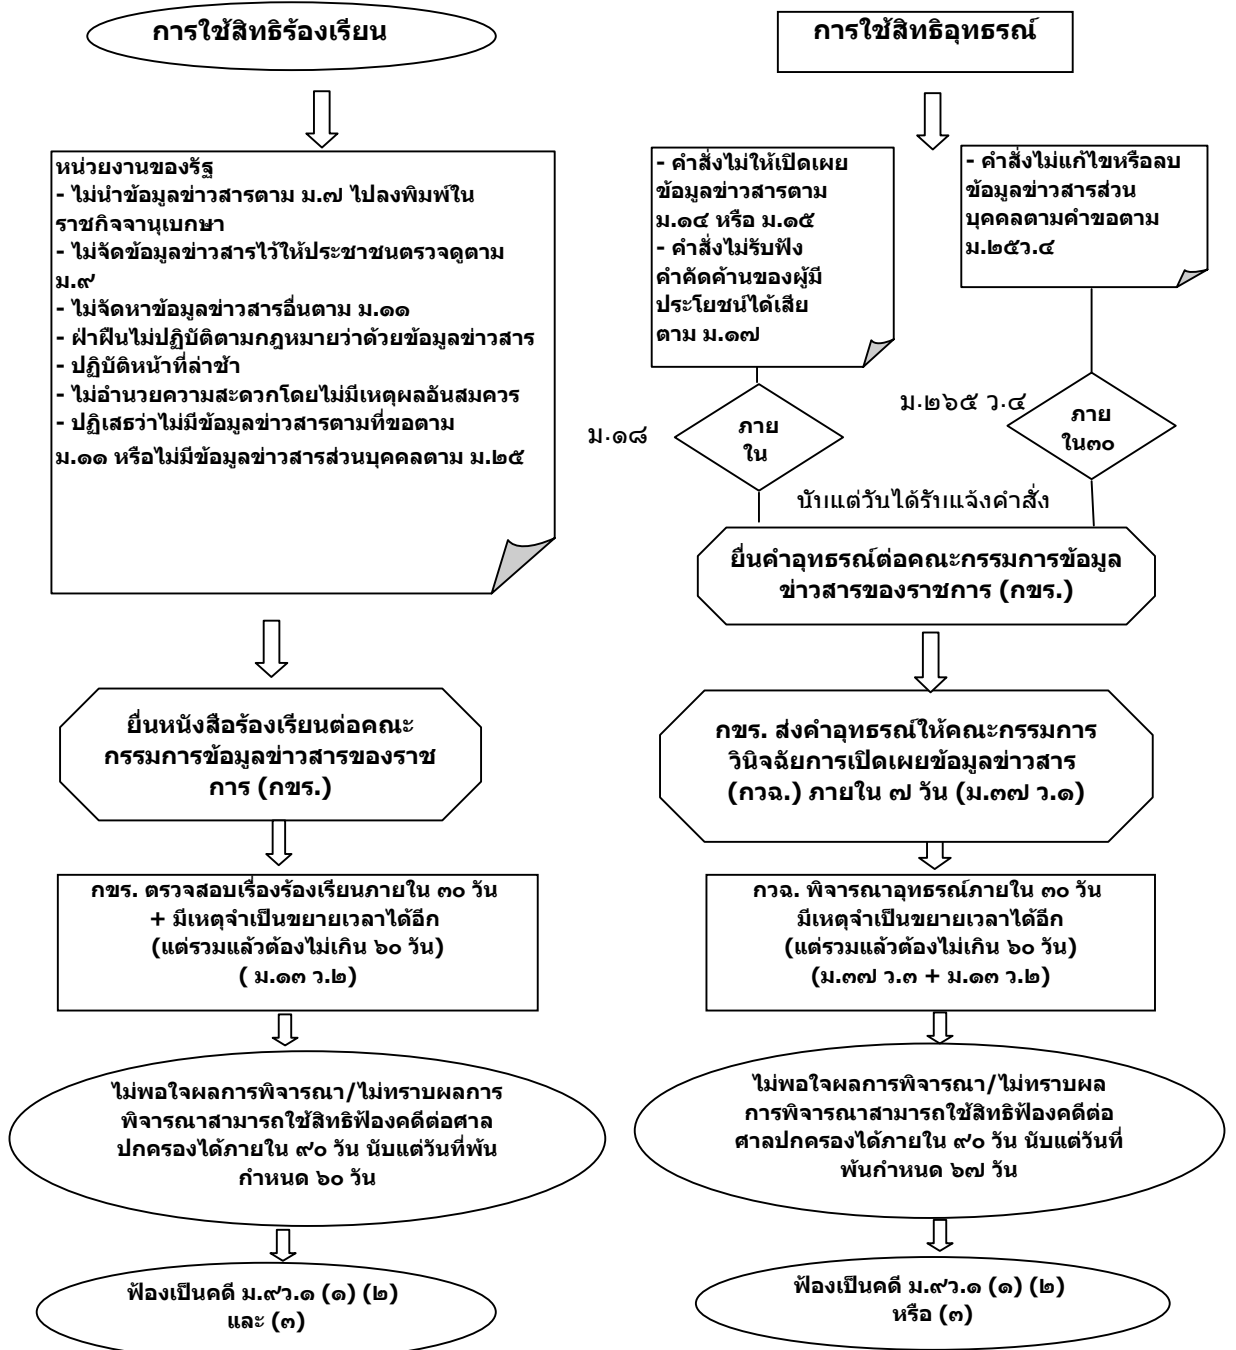 การใช้สิทธิร้องเรียน
หน่วยงานของรัฐ
- ไม่นำข้อมูลข่าวสารตาม ม.๗ ไปลงพิมพ์ใน
ราชกิจจานุเบกษา
- ไม่จัดข้อมูลข่าวสารไว้ให้ประชาชนตรวจดูตาม
ม.๙
- ไม่จัดหาข้อมูลข่าวสารอื่นตาม ม.๑๑
- ฝ่าฝืนไม่ปฏิบัติตามกฎหมายว่าด้วยข้อมูลข่าวสาร
- ปฏิบัติหน้าที่ล่าช้า
- ไม่อำนวยความสะดวกโดยไม่มีเหตุผลอันสมควร
- ปฏิเสธว่าไม่มีข้อมูลข่าวสารตามที่ขอตาม
ม.๑๑ หรือไม่มีข้อมูลข่าวสารส่วนบุคคลตาม ม.๒๕
ยื่นหนังสือร้องเรียนต่อคณะ
กรรมการข้อมูลข่าวสารของราช
การ (กขร.)
กขร. ตรวจสอบเรื่องร้องเรียนภายใน ๓๐ วัน
+ มีเหตุจำเป็นขยายเวลาได้อีก
(แต่รวมแล้วต้องไม่เกิน ๖๐ วัน)
( ม.๑๓ ว.๒)
ไม่พอใจผลการพิจารณา/ไม่ทราบผลการ
พิจารณาสามารถใช้สิทธิฟ้องคดีต่อศาล
ปกครองได้ภายใน ๙๐ วัน นับแต่วันที่พ้น
กำหนด ๖๐ วัน
ฟ้องเป็นคดี ม.๙ว.๑ (๑) (๒)
และ (๓)
การใช้สิทธิอุทธรณ์
- คำสั่งไม่ให้เปิดเผย
ข้อมูลข่าวสารตาม
ม.๑๔ หรือ ม.๑๕
- คำสั่งไม่รับฟัง
คำคัดค้านของผู้มี
ประโยชน์ได้เสีย
ตาม ม.๑๗
- คำสั่งไม่แก้ไขหรือลบ
ข้อมูลข่าวสารส่วน
บุคคลตามคำขอตาม
ม.๒๕ว.๔
ม.๑๘
ภาย
ใน
ม.๒๖๕ ว.๔
ภาย
ใน๓๐
นับแต่วันได้รับแจ้งคำสั่ง
ยื่นคำอุทธรณ์ต่อคณะกรรมการข้อมูล
ข่าวสารของราชการ (กขร.)
กขร. ส่งคำอุทธรณ์ให้คณะกรรมการ
วินิจฉัยการเปิดเผยข้อมูลข่าวสาร
(กวฉ.) ภายใน ๗ วัน (ม.๓๗ ว.๑)
กวฉ. พิจารณาอุทธรณ์ภายใน ๓๐ วัน
มีเหตุจำเป็นขยายเวลาได้อีก
(แต่รวมแล้วต้องไม่เกิน ๖๐ วัน)
(ม.๓๗ ว.๓ + ม.๑๓ ว.๒)
ไม่พอใจผลการพิจารณา/ไม่ทราบผล
การพิจารณาสามารถใช้สิทธิฟ้องคดีต่อ
ศาลปกครองได้ภายใน ๙๐ วัน นับแต่วันที่
พ้นกำหนด ๖๗ วัน
ฟ้องเป็นคดี ม.๙ว.๑ (๑) (๒)
หรือ (๓)